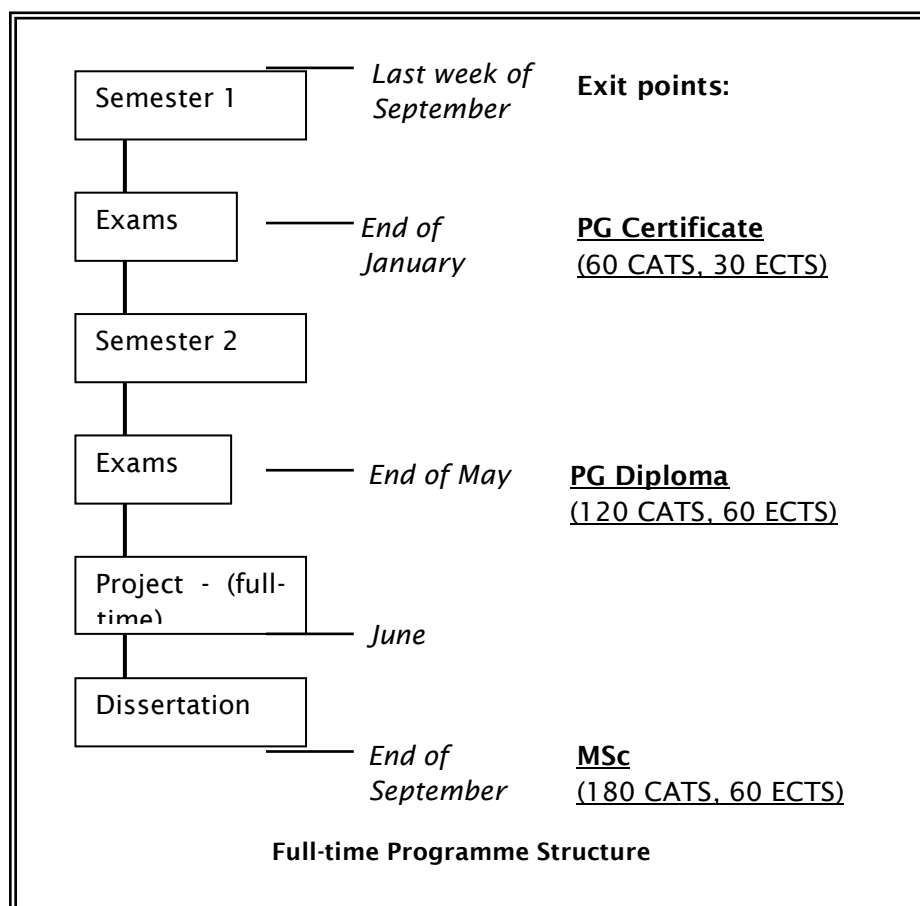 Semester 1
Last week of
September
Exit points:
Exams
End of
January
PG Certificate
(60 CATS, 30 ECTS)
Semester 2
Exams
End of May
PG Diploma
(120 CATS, 60 ECTS)
Project - (full-
time)
June
Dissertation
End of
September
MSc
(180 CATS, 60 ECTS)
Full-time Programme Structure